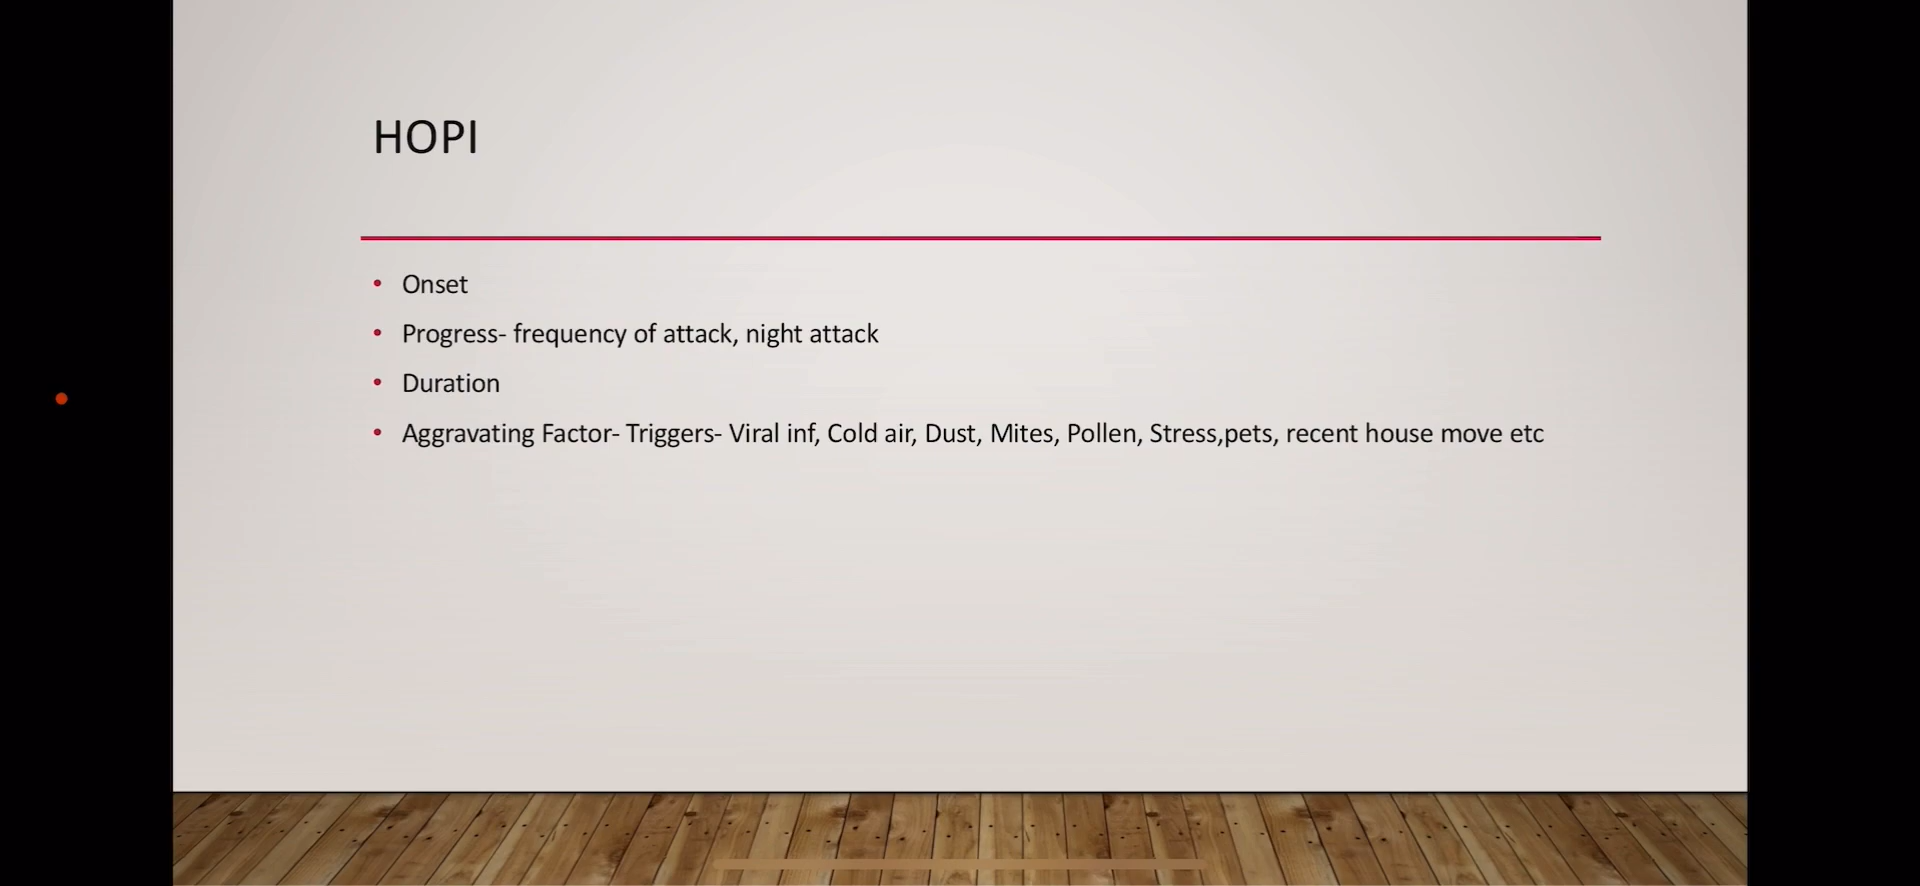 HOPI
• Onset
• Progress- frequency of attack, night attack
• Duration
• Aggravating Factor- Triggers- Viral inf, Cold air, Dust, Mites, Pollen, Stress,pets, recent house move etc